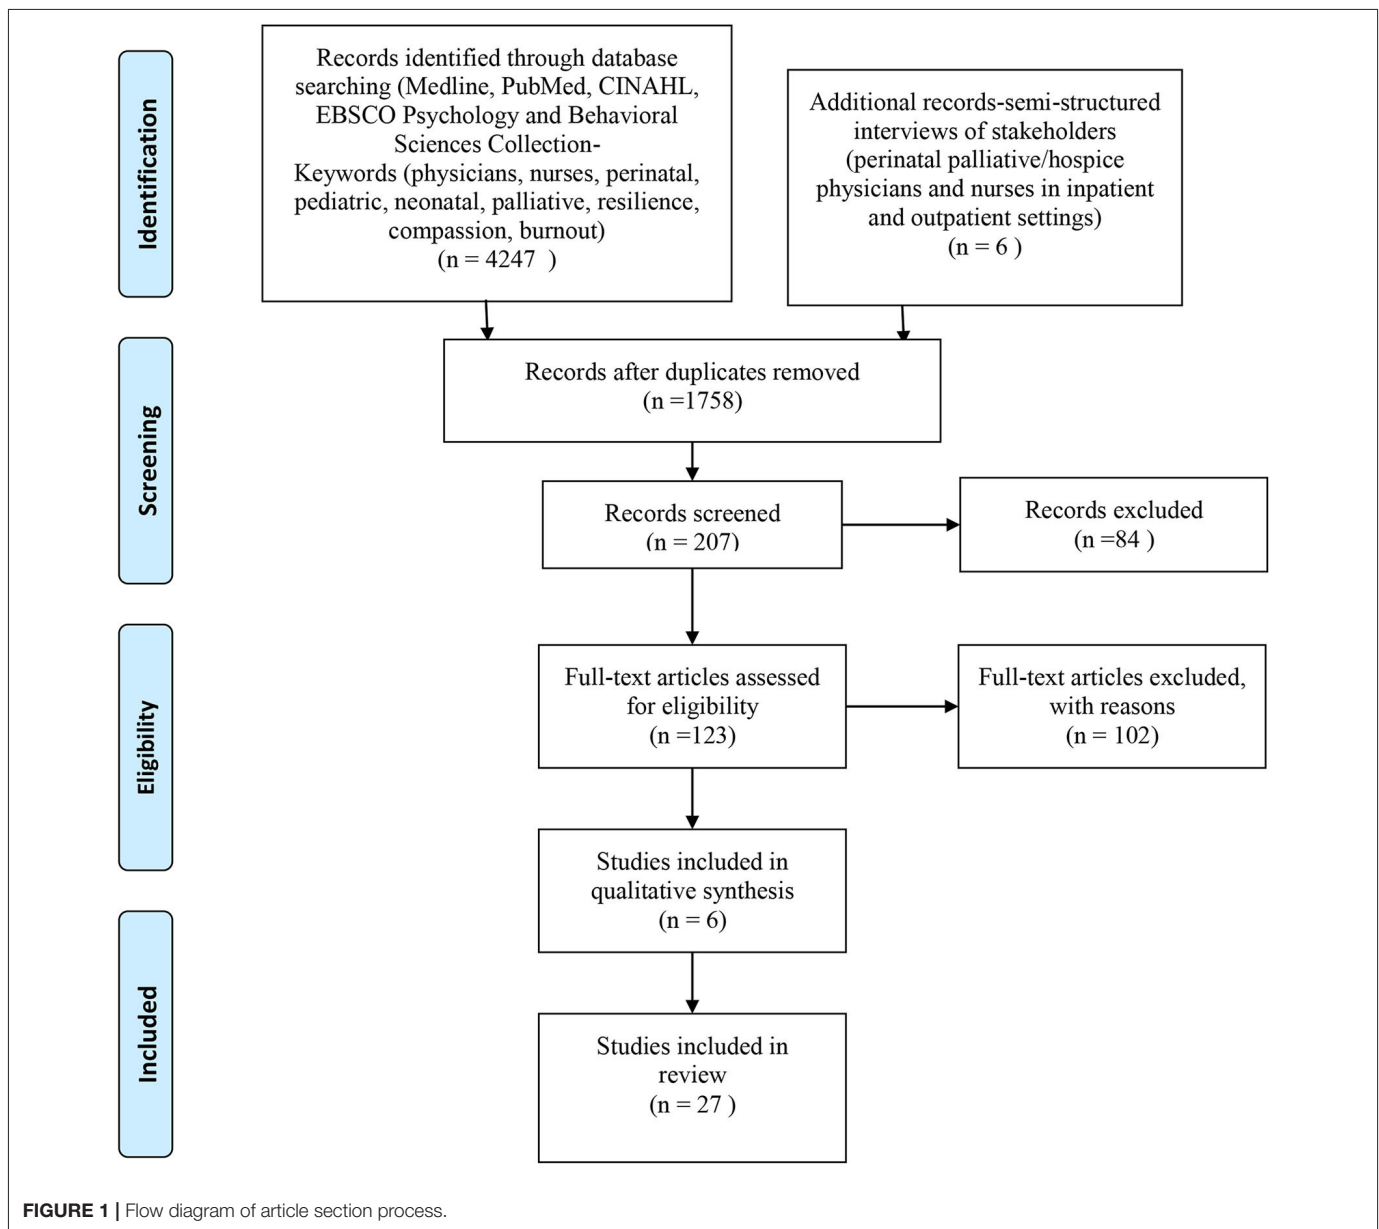 Identification
Records identified through database
searching (Medline, PubMed, CINAHL,
EBSCO Psychology and Behavioral
Sciences Collection-
Keywords (physicians, nurses, perinatal,
pediatric, neonatal, palliative, resilience,
compassion, burnout)
(n = 4247 )
Additional records-semi-structured
interviews of stakeholders
(perinatal palliative/hospice
physicians and nurses in inpatient
and outpatient settings)
(n = 6 )
Screening
Records after duplicates removed
(n =1758)
Records screened
(n = 207)
Records excluded
(n =84 )
Eligibility
Full-text articles assessed
for eligibility
(n =123)
Full-text articles excluded,
with reasons
(n = 102)
Studies included in
qualitative synthesis
(n = 6)
Included
Studies included in
review
(n = 27 )
FIGURE 1 | Flow diagram of article section process.